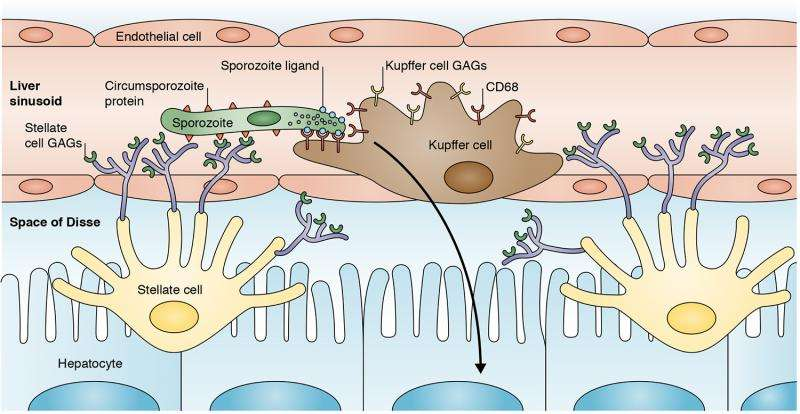 Endothelial cell
Sporozoite ligand
Kupffer cell GAGs
Liver
sinusoid
Circumsporozoite
protein
CD68
Sporozoite
Stellate
cell GAGs
Kupffer cell
Space of Disse
Stellate cell
Hepatocyte